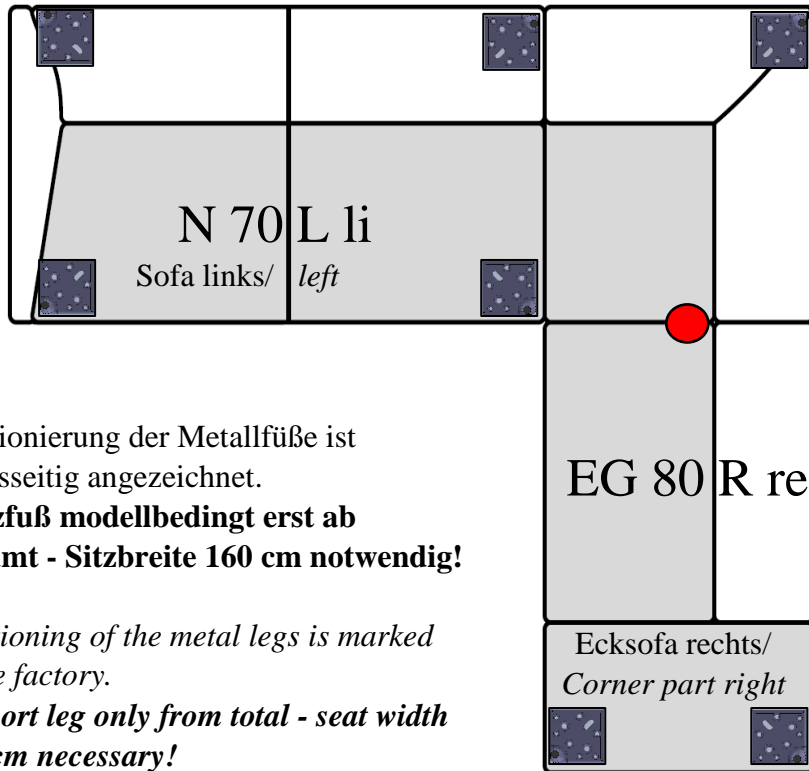 N 70 L li
Sofa links/ left
ionierung der Metallfüße ist
sseitig angezeichnet.
zfuß modellbedingt erst ab
mt - Sitzbreite 160 cm notwendig!
tioning of the metal legs is marked
e factory.
ort leg only from total - seat width
cm necessary!
EG 80 R re
Ecksofa rechts/
Corner part right